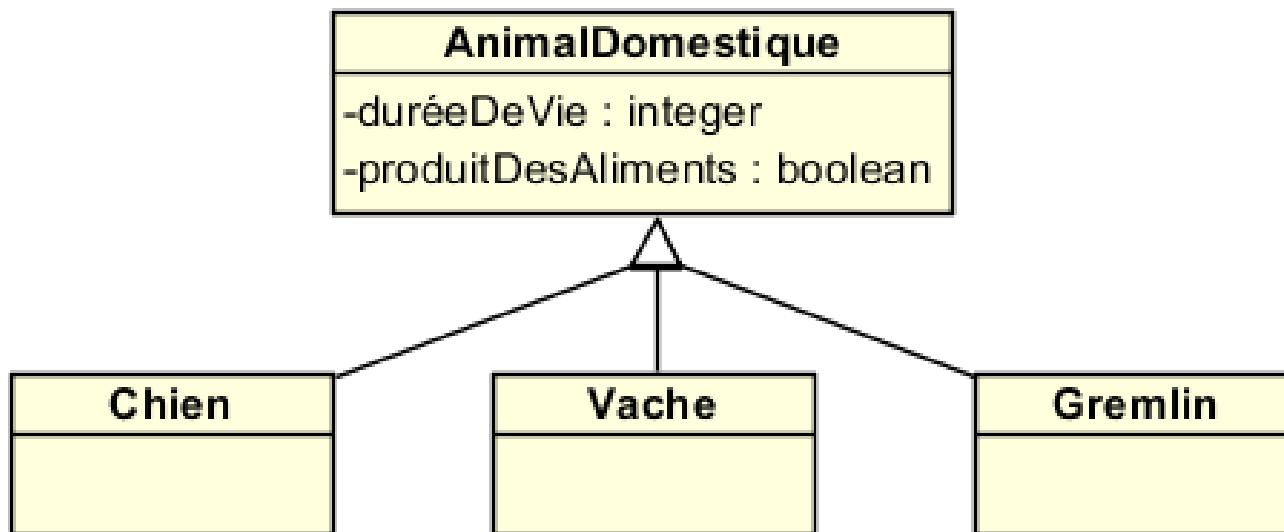 AnimalDomestique
-duréeDeVie : integer
-produitDesAliments : boolean
Chien
Vache
Gremlin